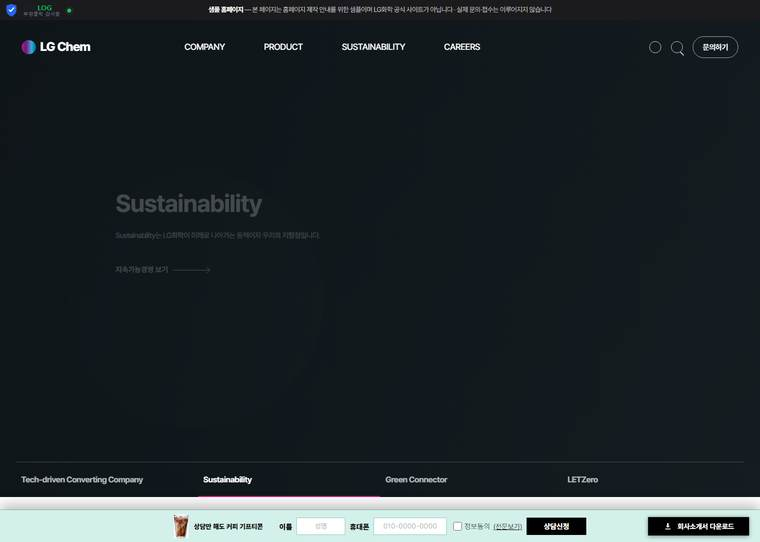 LOG
부정클릭 감시중
샘플 홈페이지 — 본 페이지는 홈페이지 제작 안내를 위한 샘플이며 LG화학 공식 사이트가 아닙니다 · 실제 문의·접수는 이루어지지 않습니다
LG Chem
COMPANY PRODUCT SUSTAINABILITY CAREERS
문의하기
Sustainability
Sustainability는 LG화학이 미래로 나아가는 동력이자 우리의 지향점입니다.
지속가능경영 보기
Tech-driven Converting Company Sustainability Green Connector LETZero
상담만 해도 커피 기프티콘 이름 성명 휴대폰 010-0000-0000 정보동의 (전문보기) 상담신청 회사소개서 다운로드